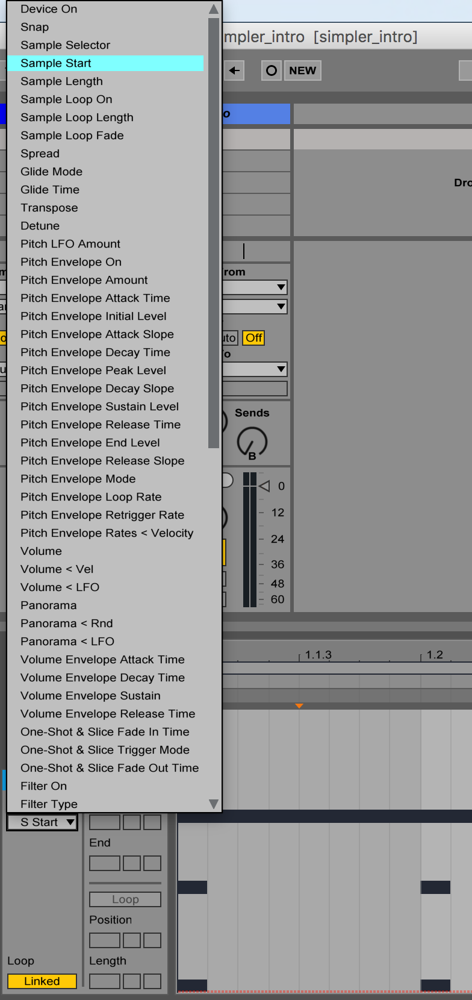 Device On
Snap
Sample Selector
Sample Start
Sample Length
Sample Loop On
Sample Loop Length
Sample Loop Fade
Spread
Glide Mode
Glide Time
Transpose
Detune
Pitch LFO Amount
Pitch Envelope On
Pitch Envelope Amount
Pitch Envelope Attack Time
Pitch Envelope Initial Level
Pitch Envelope Attack Slope
Pitch Envelope Decay Time
Pitch Envelope Peak Level
Pitch Envelope Decay Slope
Pitch Envelope Sustain Level
Pitch Envelope Release Time
Pitch Envelope End Level
Pitch Envelope Release Slope
Pitch Envelope Mode
Pitch Envelope Loop Rate
Pitch Envelope Retrigger Rate
Pitch Envelope Rates < Velocity
Volume
Volume < Vel
Volume < LFO
Panorama
Panorama < Rnd
Panorama < LFO
Volume Envelope Attack Time
Volume Envelope Decay Time
Volume Envelope Sustain
Volume Envelope Release Time
One-Shot & Slice Fade In Time
One-Shot & Slice Trigger Mode
One-Shot & Slice Fade Out Time
Filter On
Filter Type
S Start
End
Loop
Position
Length
Loop
Linked
mpler_intro [simpler_intro]
NEW
o
Dro
rom
uto Off
o
Sends
B
0
12
24
36
48
60
1.1.3
1.2